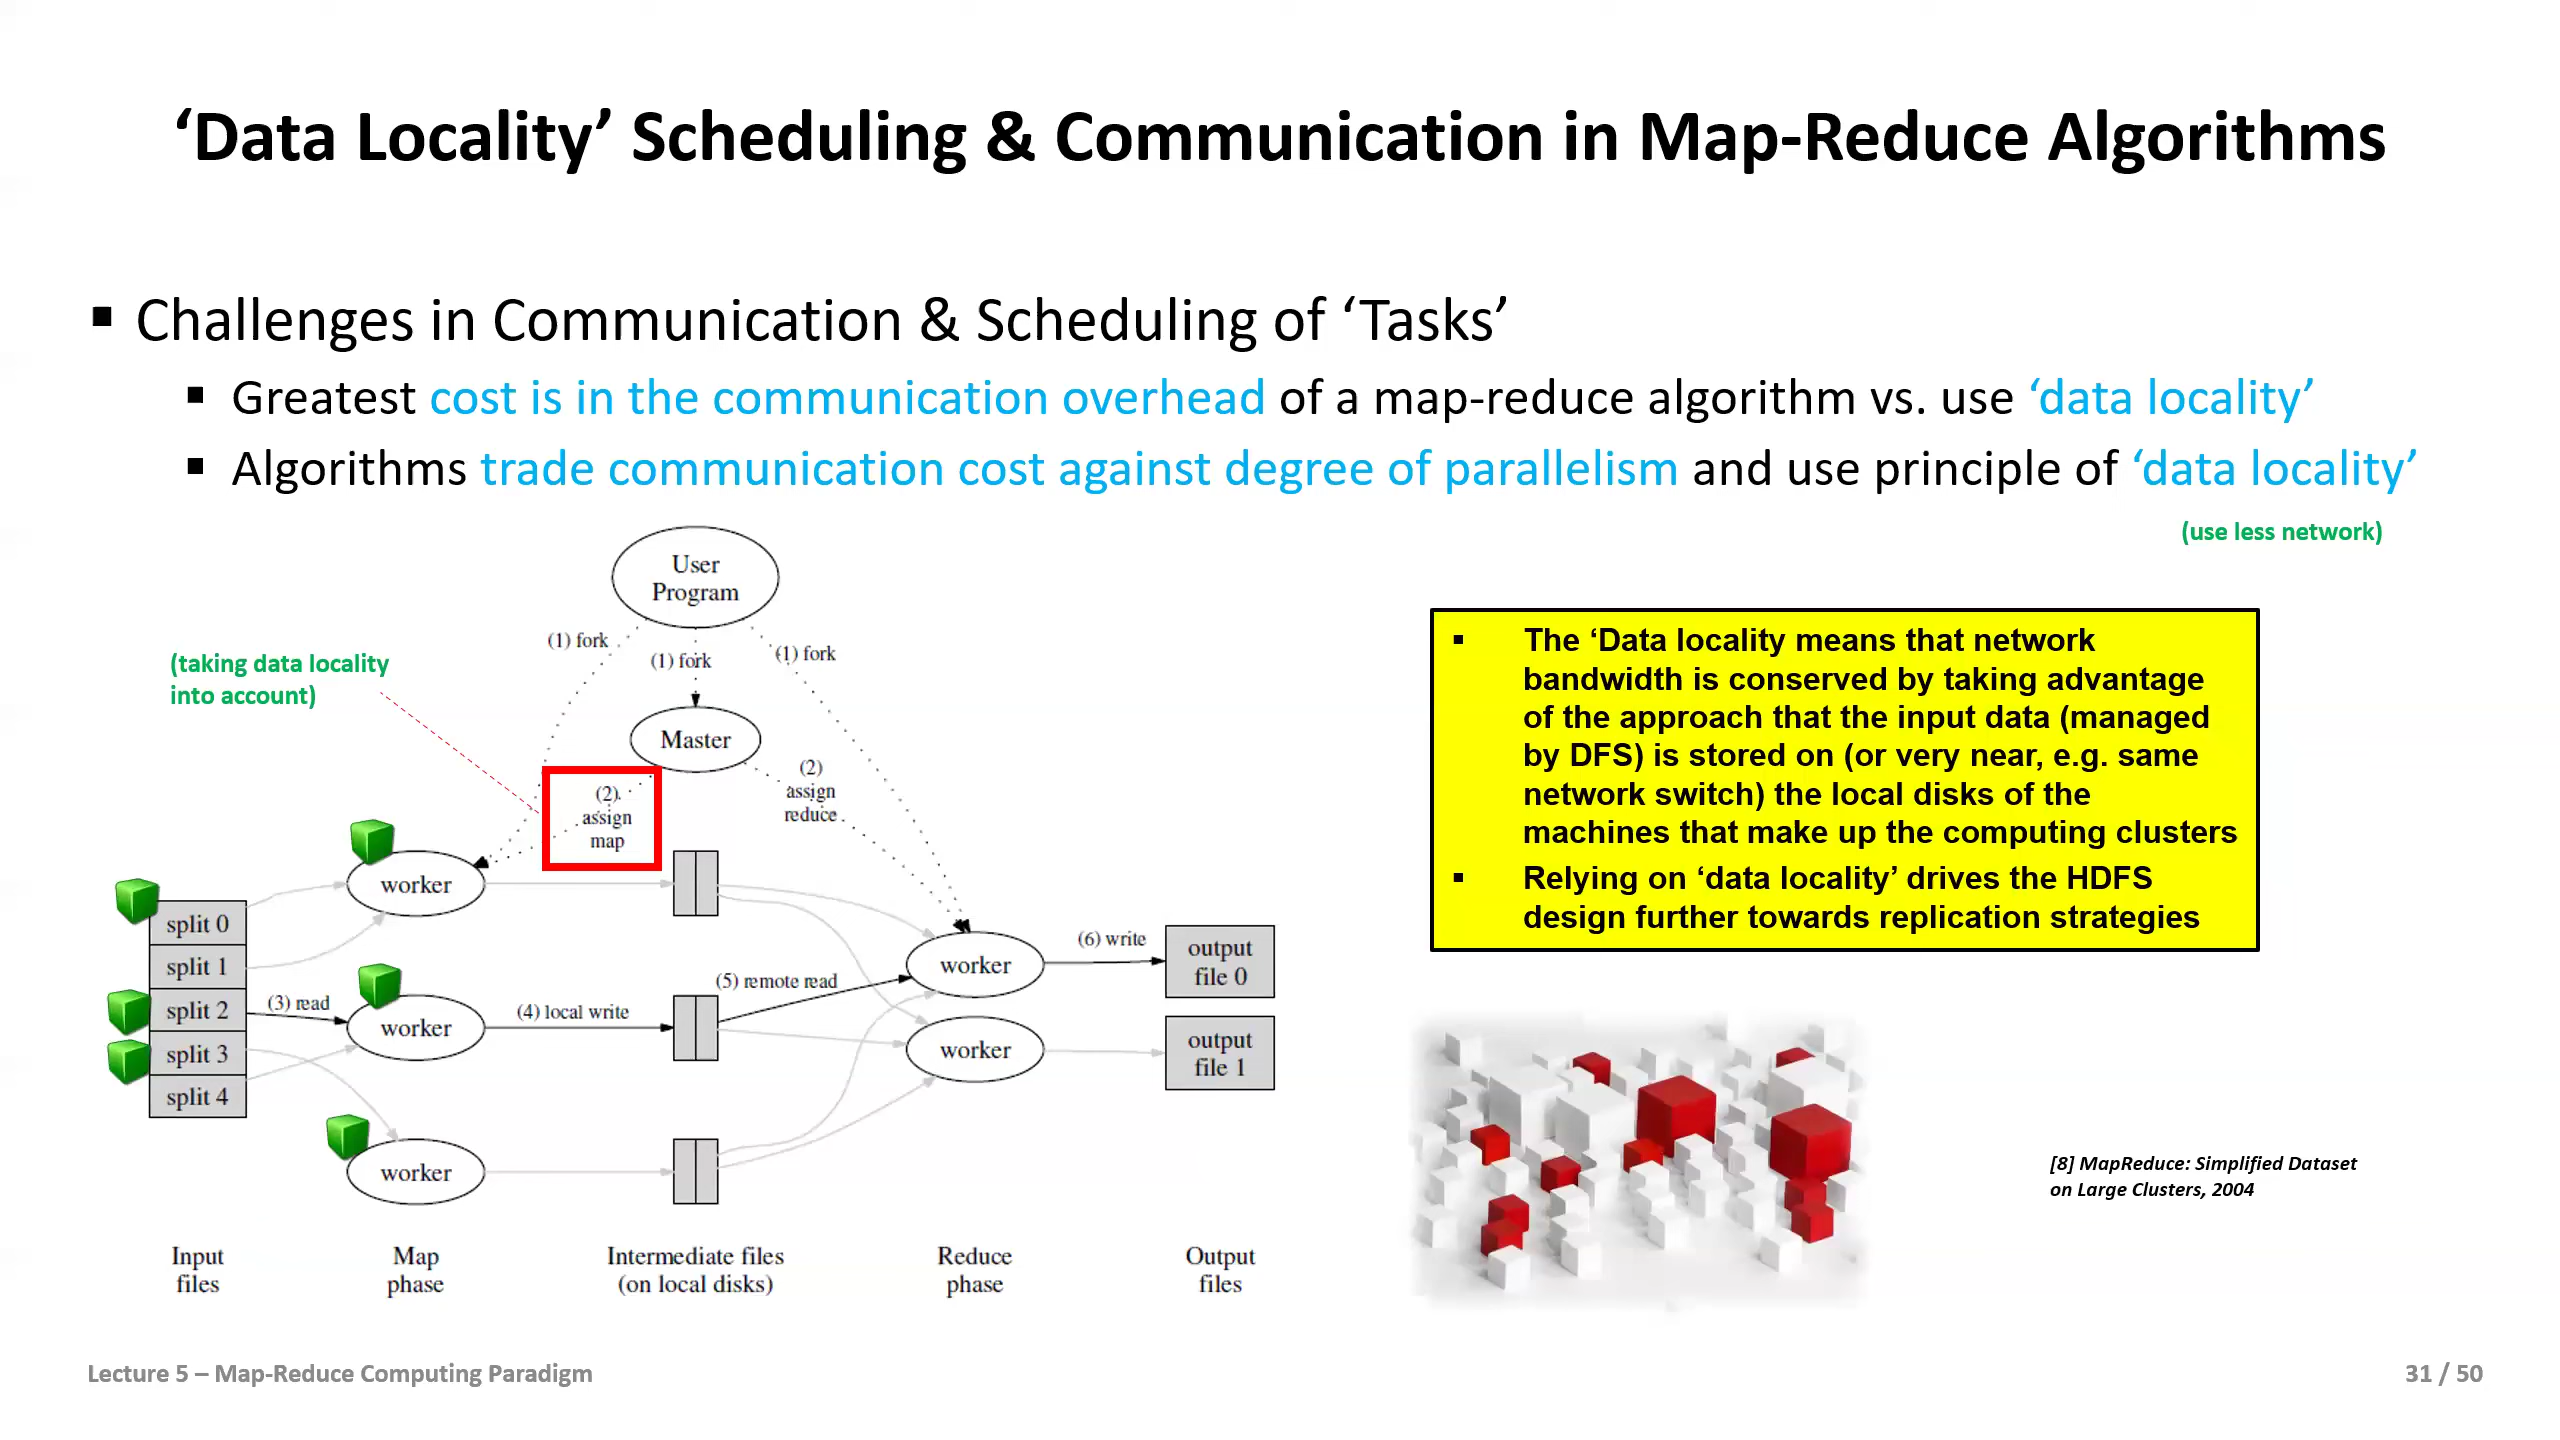 ‘Data Locality’ Scheduling & Communication in Map-Reduce Algorithms
▪ Challenges in Communication & Scheduling of ‘Tasks’
▪ Greatest cost is in the communication overhead of a map-reduce algorithm vs. use ‘data locality’
▪ Algorithms trade communication cost against degree of parallelism and use principle of ‘data locality’
(use less network)
User
Program
(1) fork
(1) fork
(1) fork
(taking data locality
into account)
Master
(2)
assign
map
(2)
assign
reduce
split 0
split 1
split 2
split 3
split 4
(3) read
worker
worker
worker
(4) local write
(5) remote read
worker
worker
(6) write
output
file 0
output
file 1
Input
files
Map
phase
Intermediate files
(on local disks)
Reduce
phase
Output
files
▪ The ‘Data locality means that network
bandwidth is conserved by taking advantage
of the approach that the input data (managed
by DFS) is stored on (or very near, e.g. same
network switch) the local disks of the
machines that make up the computing clusters
▪ Relying on ‘data locality’ drives the HDFS
design further towards replication strategies
[8] MapReduce: Simplified Dataset
on Large Clusters, 2004
Lecture 5 – Map-Reduce Computing Paradigm
31 / 50